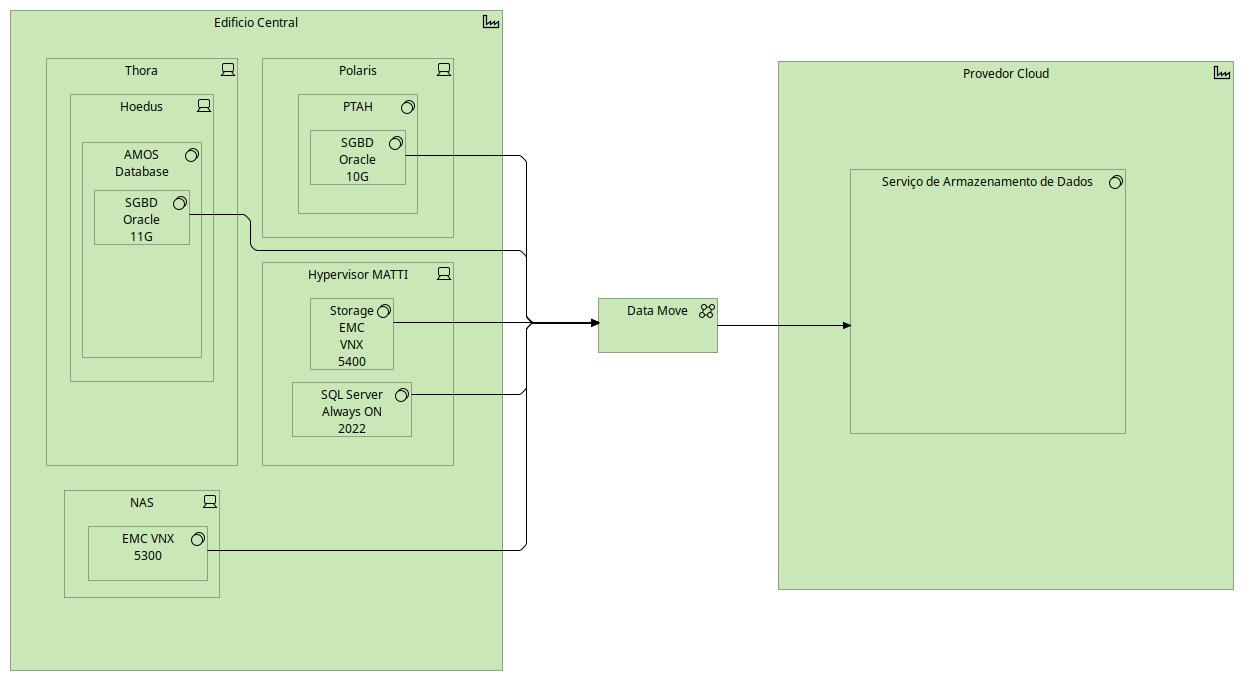 Edificio Central
Thora
Hoedus
AMOS
Database
SGBD
Oracle
11G
Polaris
PTAH
SGBD
Oracle
10G
Hypervisor MATTI
Storage
EMC
VNX
5400
SQL Server
Always ON
2022
NAS
EMC VNX
5300
Data Move
Provedor Cloud
Serviço de Armazenamento de Dados